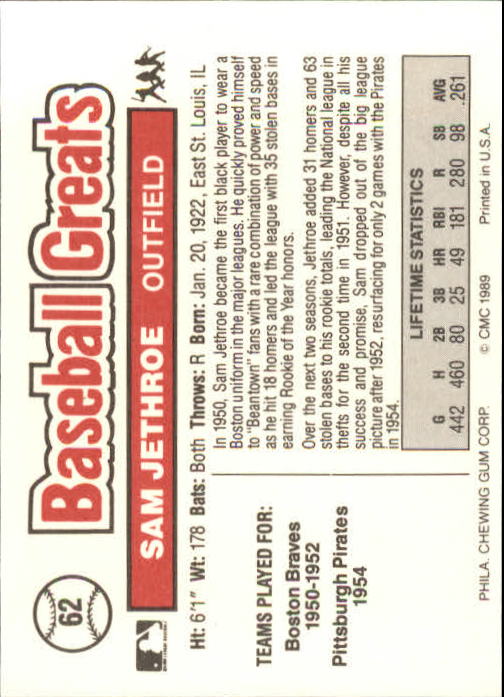 62
Baseball Greats
SAM JETHROE OUTFIELD
Ht: 6'1" Wt: 178 Bats: Both Throws: R Born: Jan. 20, 1922, East St. Louis, IL
TEAMS PLAYED FOR:
Boston Braves
1950-1952
Pittsburgh Pirates
1954
In 1950, Sam Jethroe became the first black player to wear a
Boston uniform in the major leagues. He quickly proved himself
to "Beantown" fans with a rare combination of power and speed
as he hit 18 homers and led the league with 35 stolen bases in
earning Rookie of the Year honors.
Over the next two seasons, Jethroe added 31 homers and 63
stolen bases to his rookie totals, leading the National league in
thefts for the second time in 1951. However, despite all his
success and promise, Sam dropped out of the big league
picture after 1952, resurfacing for only 2 games with the Pirates
in 1954.
LIFETIME STATISTICS
G H 2B 3B HR RBI R SB AVG
442 460 80 25 49 181 280 98 .261
PHILA. CHEWING GUM CORP. © CMC 1989 Printed in U.S.A.